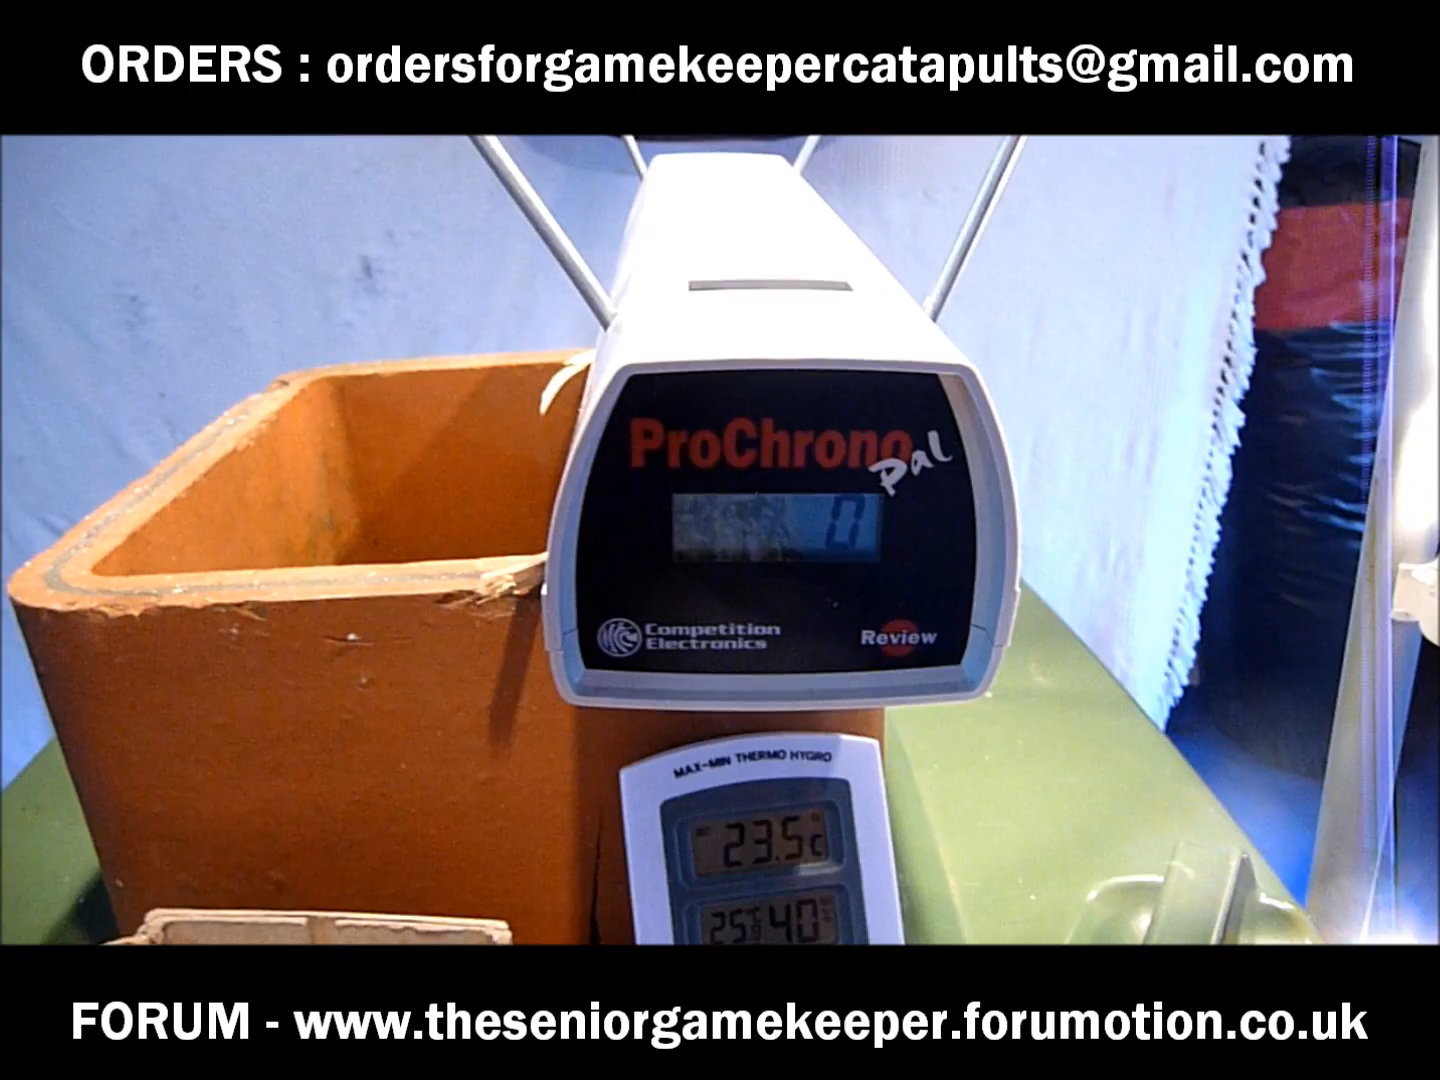 ORDERS : ordersforgamekeepercatapults@gmail.com
ProChrono
Pal
0
Competition
Electronics
Review
MAX-MIN THERMO HYGRO
23.5c
25°C 40
FORUM - www.theseniorgamekeeper.forumotion.co.uk